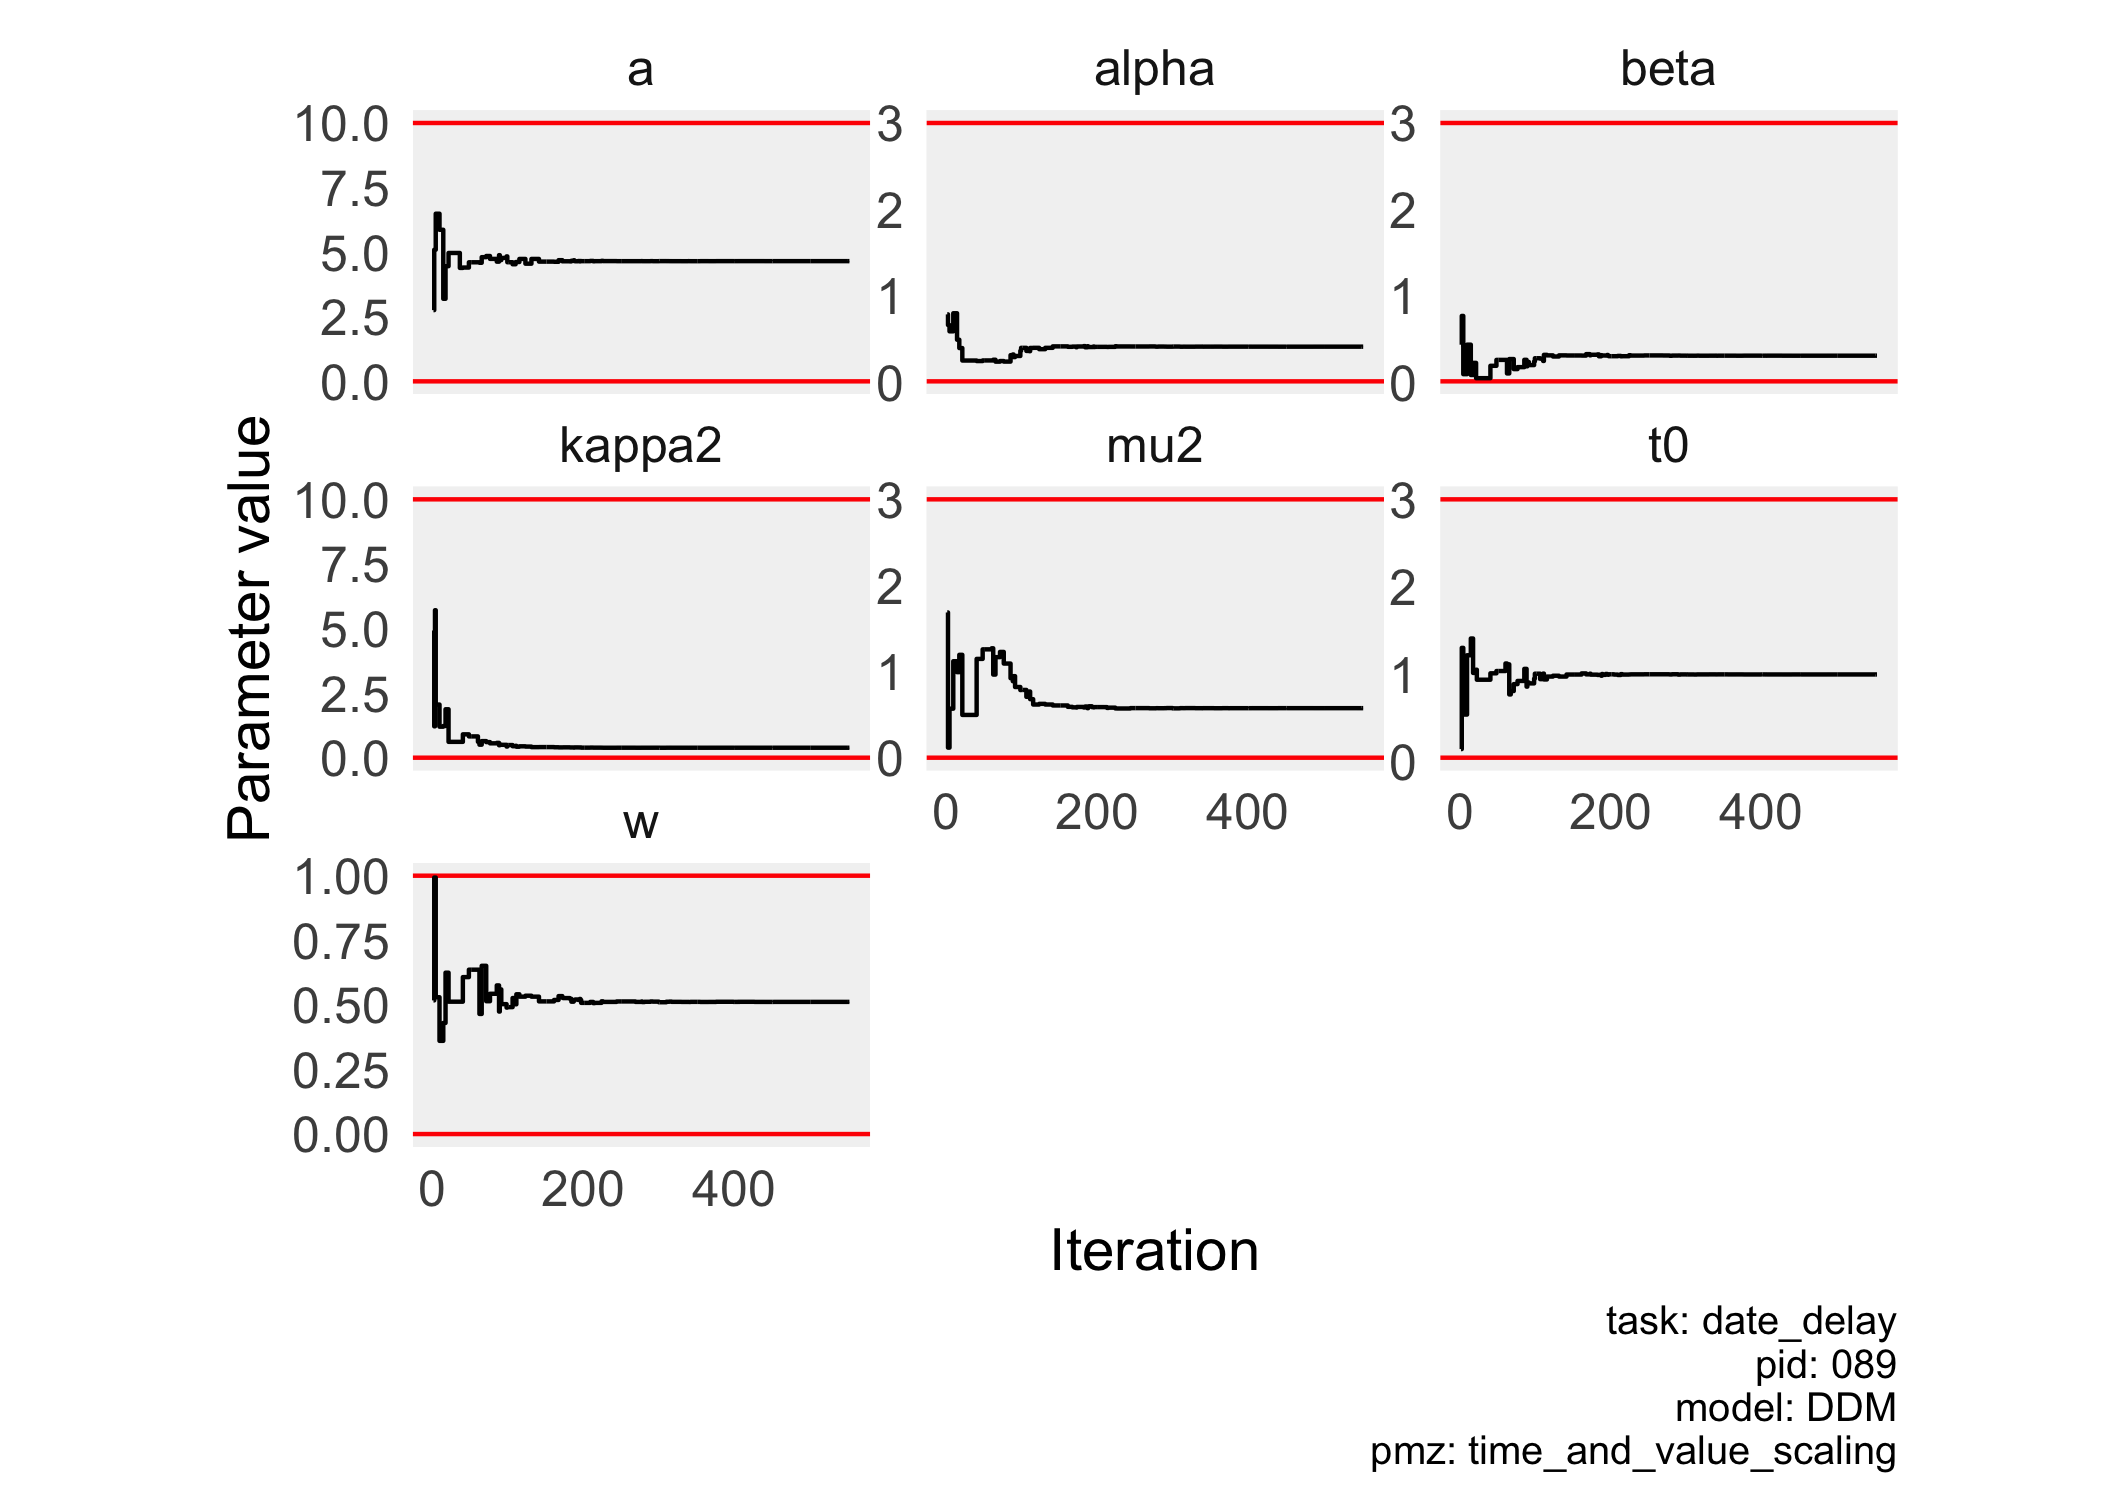 a
alpha
beta
10.0
7.5
5.0
2.5
0.0
3
2
1
0
3
2
1
0
kappa2
mu2
t0
10.0
7.5
5.0
2.5
0.0
3
2
1
0
3
2
1
0
0 200 400
0 200 400
w
1.00
0.75
0.50
0.25
0.00
0 200 400
Parameter value
Iteration
task: date_delay
pid: 089
model: DDM
pmz: time_and_value_scaling